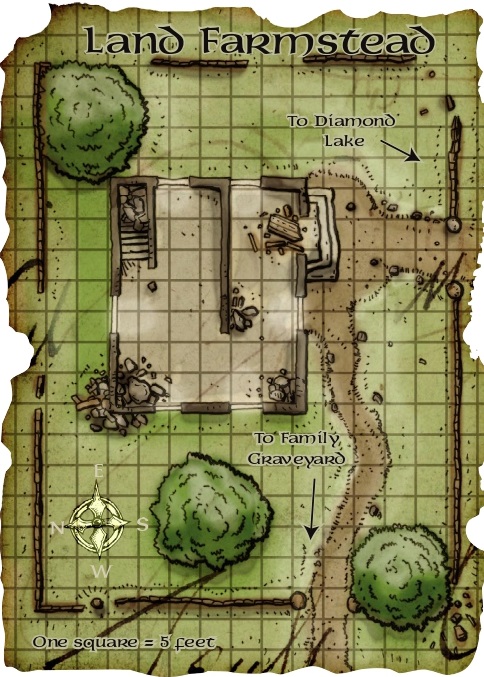 Land Farmstead
To Diamond
Lake
To Family
Graveyard
E
N S
W
One square = 5 feet